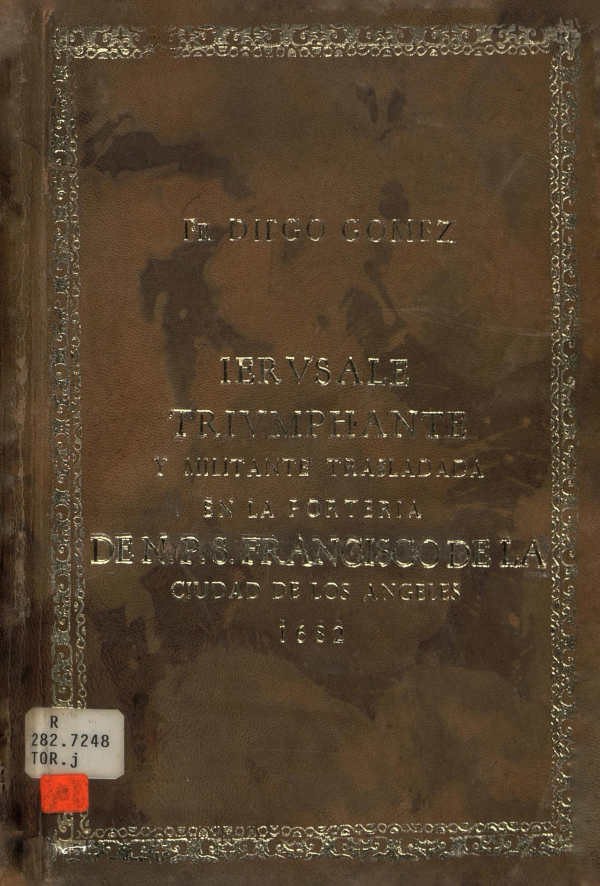 Fr. DIEGO GOMEZ
IERVSALE
TRIVMPHANTE
Y MILITANTE TRASLADADA
EN LA PORTERIA
DE N. P. S. FRANCISCO DE LA
CIUDAD DE LOS ANGELES
1682
R
282.7248
TOR.j